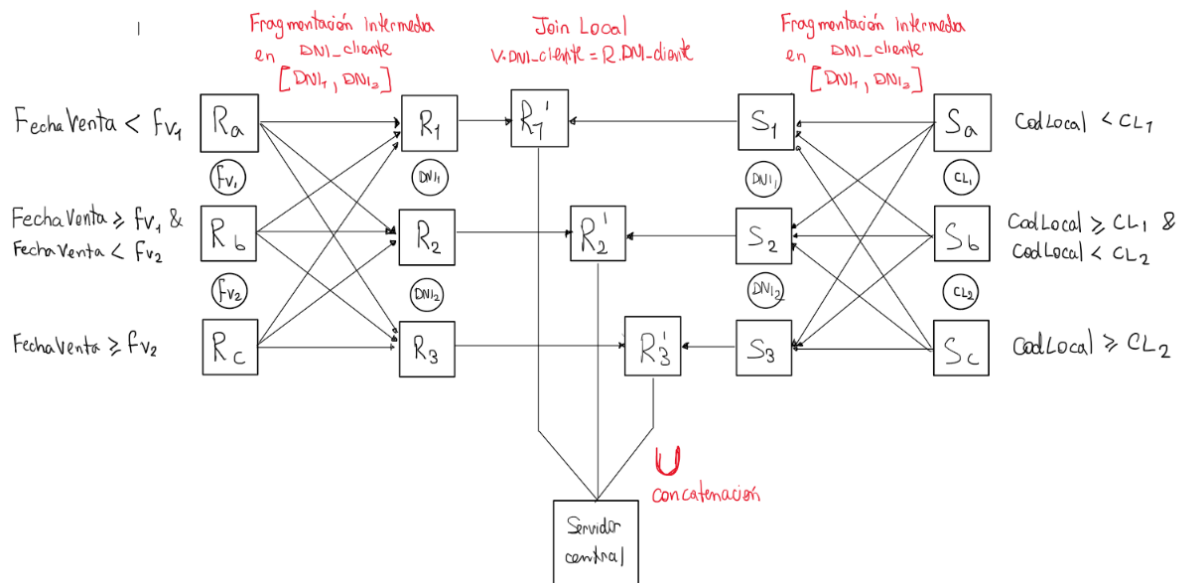 Fragmentación Intermedia
en DNI_cliente
[DNI₁, DNI₂]
Join Local
V.DNI_cliente = R.DNI_cliente
Fragmentación Intermedia
en DNI_cliente
[DNI₁, DNI₂]
FechaVenta < fv₁
Ra
R₁
R₁'
S₁
Sa
CodLocal < CL₁
fv₁
DNI₁
DNI₁
CL₁
FechaVenta ≥ fv₁ &
FechaVenta < fv₂
Rb
R₂
R₂'
S₂
Sb
CodLocal ≥ CL₁ &
CodLocal < CL₂
fv₂
DNI₂
DNI₂
CL₂
FechaVenta ≥ fv₂
Rc
R₃
R₃'
S₃
Sc
CodLocal ≥ CL₂
U
concatenación
Servidor
central